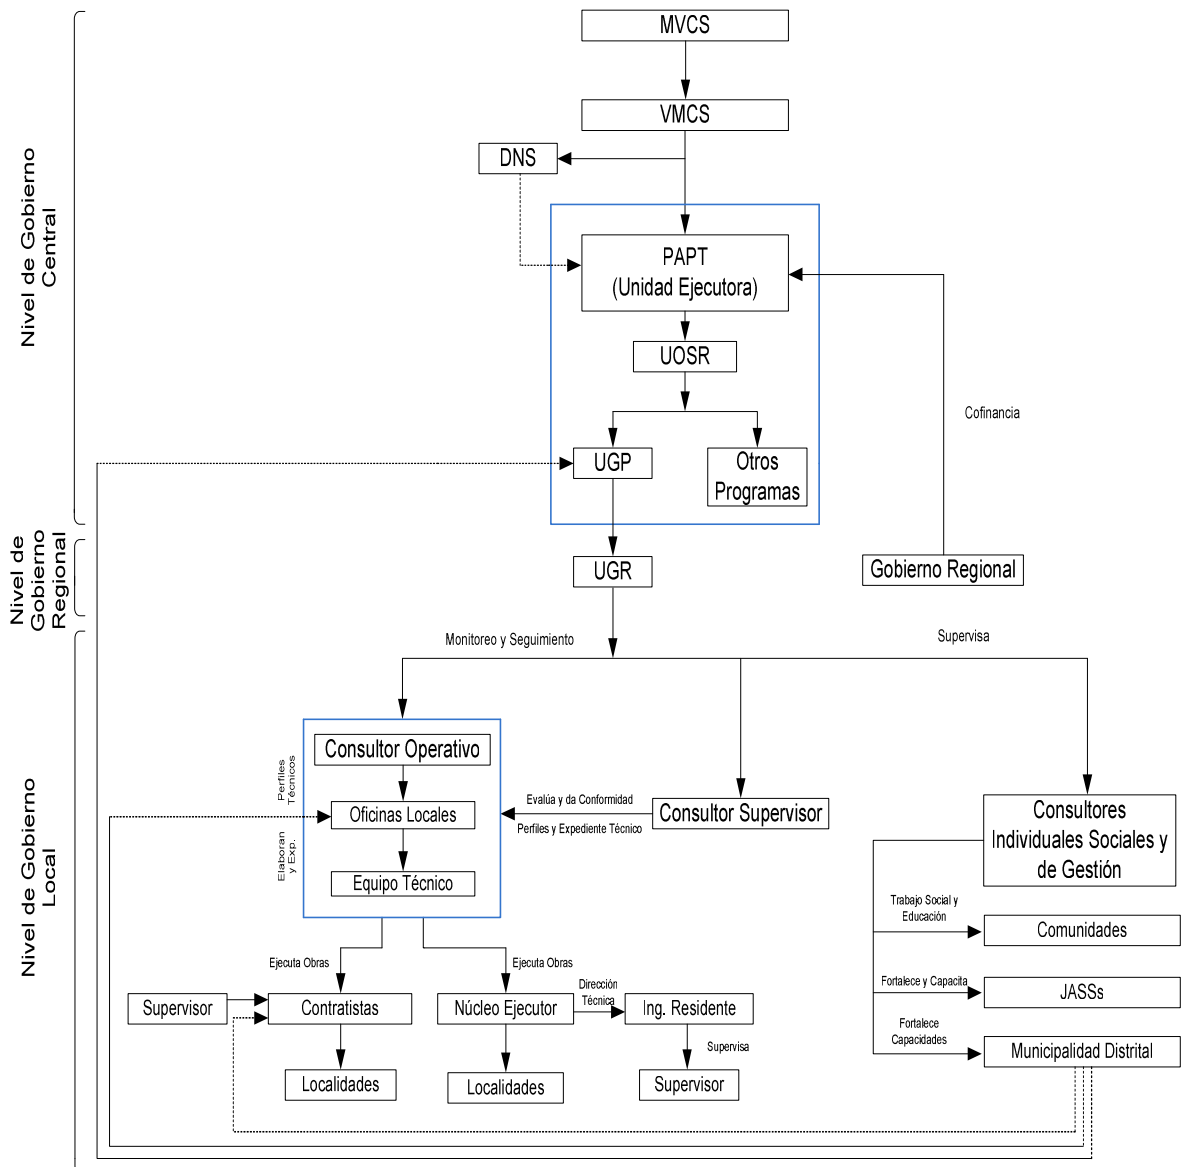 MVCS
VMCS
DNS
Nivel de Gobierno
Central
PAPT
(Unidad Ejecutora)
UOSR
Cofinancia
UGP
Otros
Programas
Nivel de
Gobierno
Regional
UGR
Gobierno Regional
Monitoreo y Seguimiento
Supervisa
Nivel de Gobierno
Local
Consultor Operativo
Perfiles
Técnicos
Oficinas Locales
Elaboran
y Exp.
Equipo Técnico
Evalúa y da Conformidad
Perfiles y Expediente Técnico
Consultor Supervisor
Consultores
Individuales Sociales y
de Gestión
Trabajo Social y
Educación
Comunidades
Fortalece y Capacita
JASSs
Fortalece
Capacidades
Municipalidad Distrital
Ejecuta Obras
Ejecuta Obras
Supervisor
Contratistas
Núcleo Ejecutor
Dirección
Técnica
Ing. Residente
Supervisa
Localidades
Localidades
Supervisor